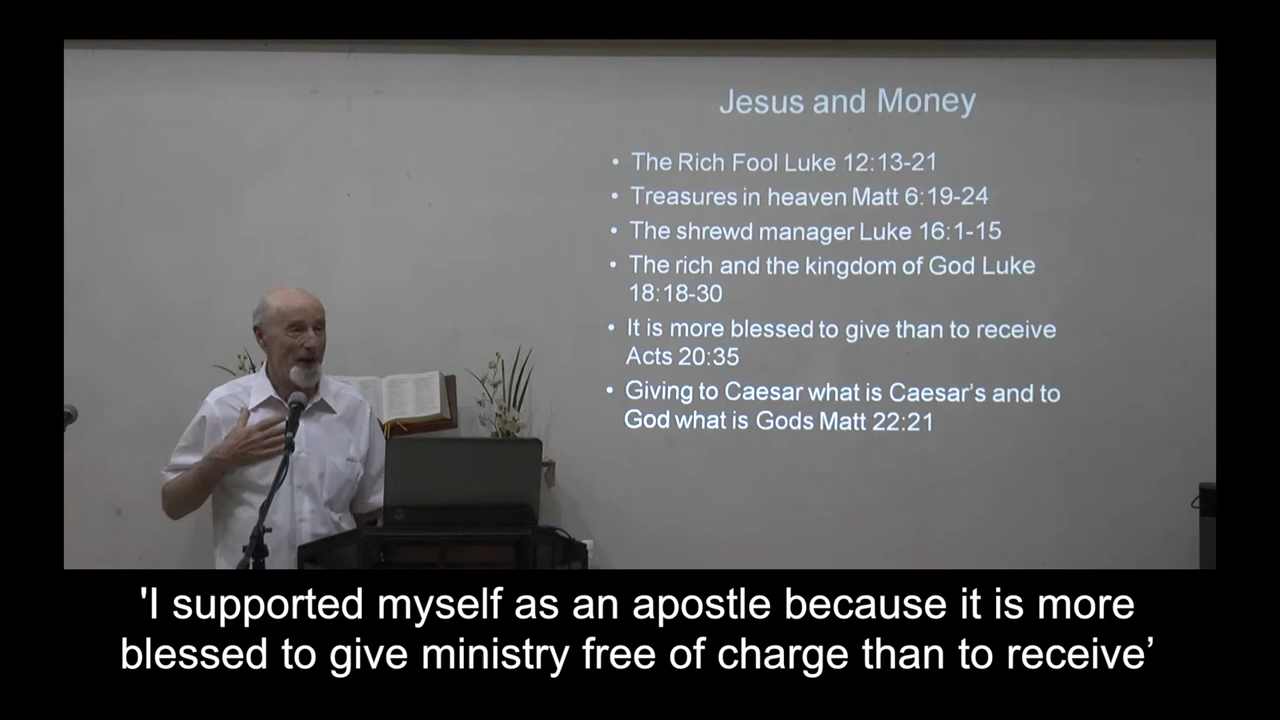 Jesus and Money
• The Rich Fool Luke 12:13-21
• Treasures in heaven Matt 6:19-24
• The shrewd manager Luke 16:1-15
• The rich and the kingdom of God Luke
18:18-30
• It is more blessed to give than to receive
Acts 20:35
• Giving to Caesar what is Caesar's and to
God what is Gods Matt 22:21
'I supported myself as an apostle because it is more
blessed to give ministry free of charge than to receive’